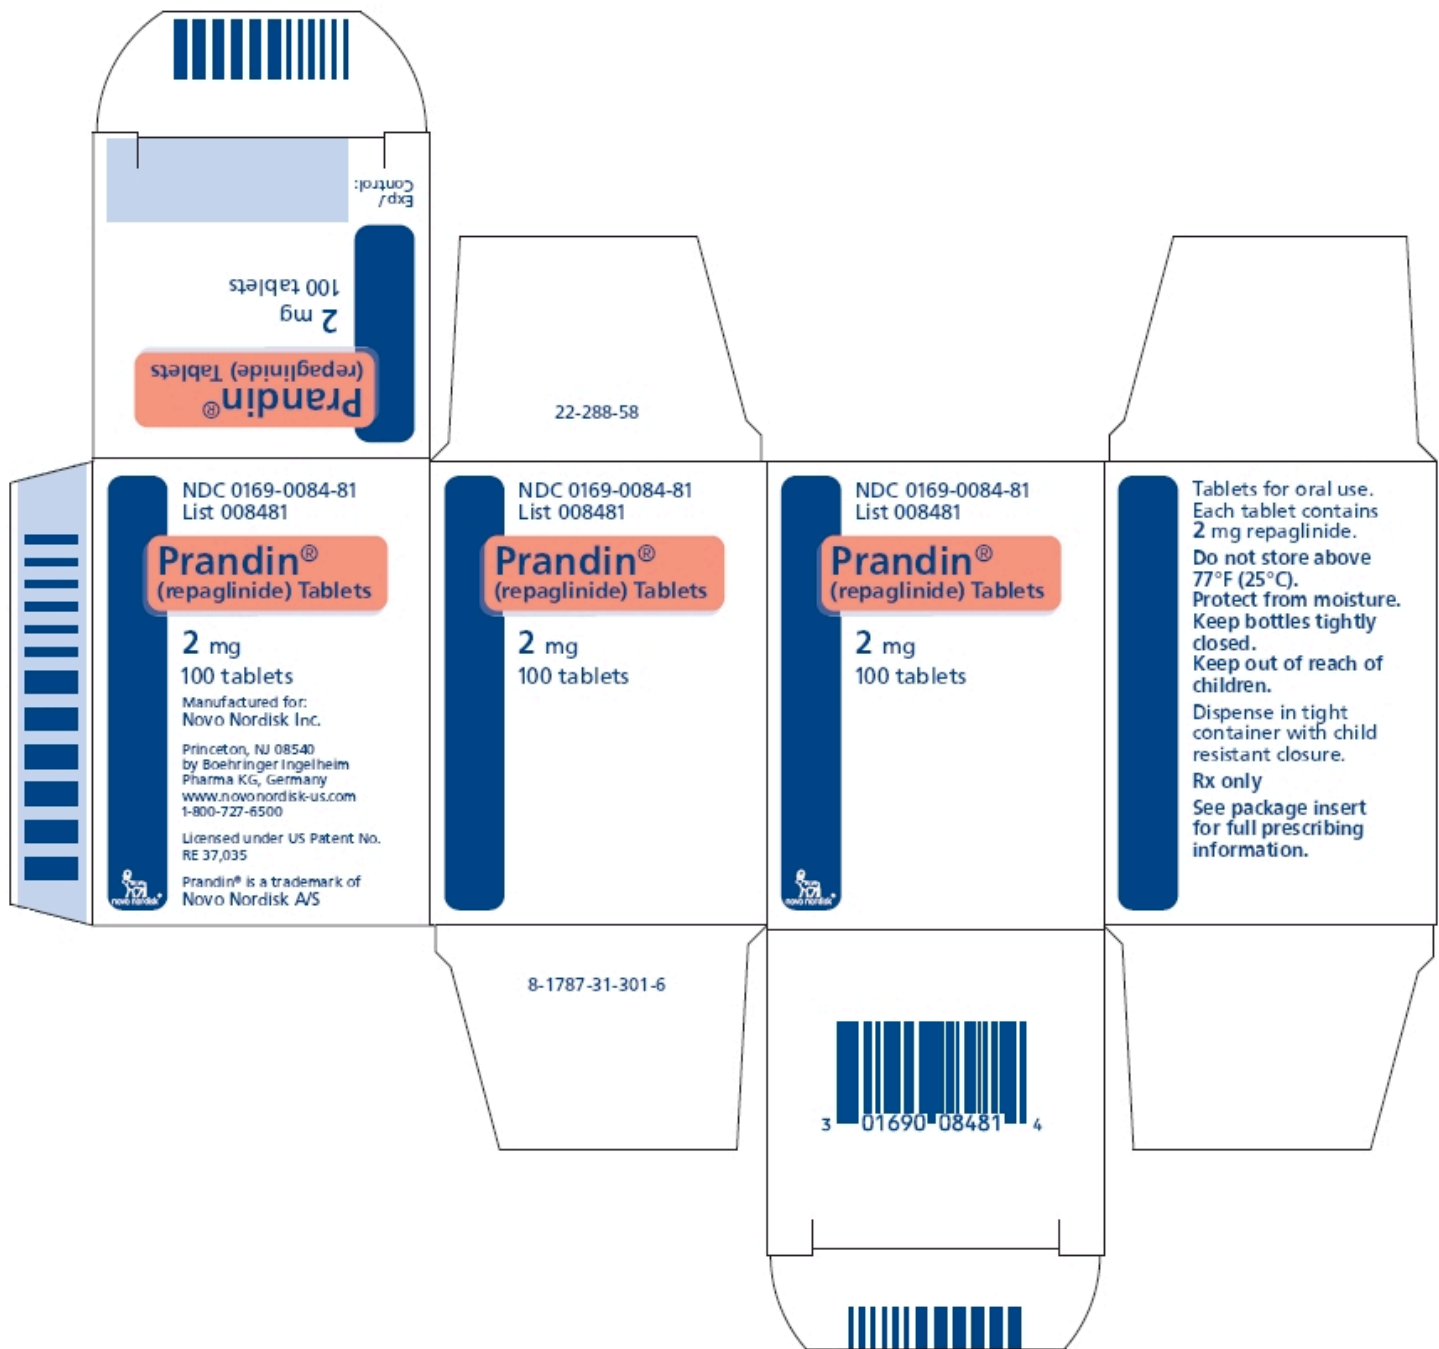 Exp./
Control:
100 tablets
2 mg
Prandin®
(repaglinide) Tablets
22-288-58
NDC 0169-0084-81
List 008481
Prandin®
(repaglinide) Tablets
2 mg
100 tablets
Manufactured for:
Novo Nordisk Inc.
Princeton, NJ 08540
by Boehringer Ingelheim
Pharma KG, Germany
www.novonordisk-us.com
1-800-727-6500
Licensed under US Patent No.
RE 37,035
Prandin® is a trademark of
Novo Nordisk A/S
novo nordisk
NDC 0169-0084-81
List 008481
Prandin®
(repaglinide) Tablets
2 mg
100 tablets
NDC 0169-0084-81
List 008481
Prandin®
(repaglinide) Tablets
2 mg
100 tablets
novo nordisk
Tablets for oral use.
Each tablet contains
2 mg repaglinide.
Do not store above
77°F (25°C).
Protect from moisture.
Keep bottles tightly
closed.
Keep out of reach of
children.
Dispense in tight
container with child
resistant closure.
Rx only
See package insert
for full prescribing
information.
8-1787-31-301-6
3 01690 08481 4